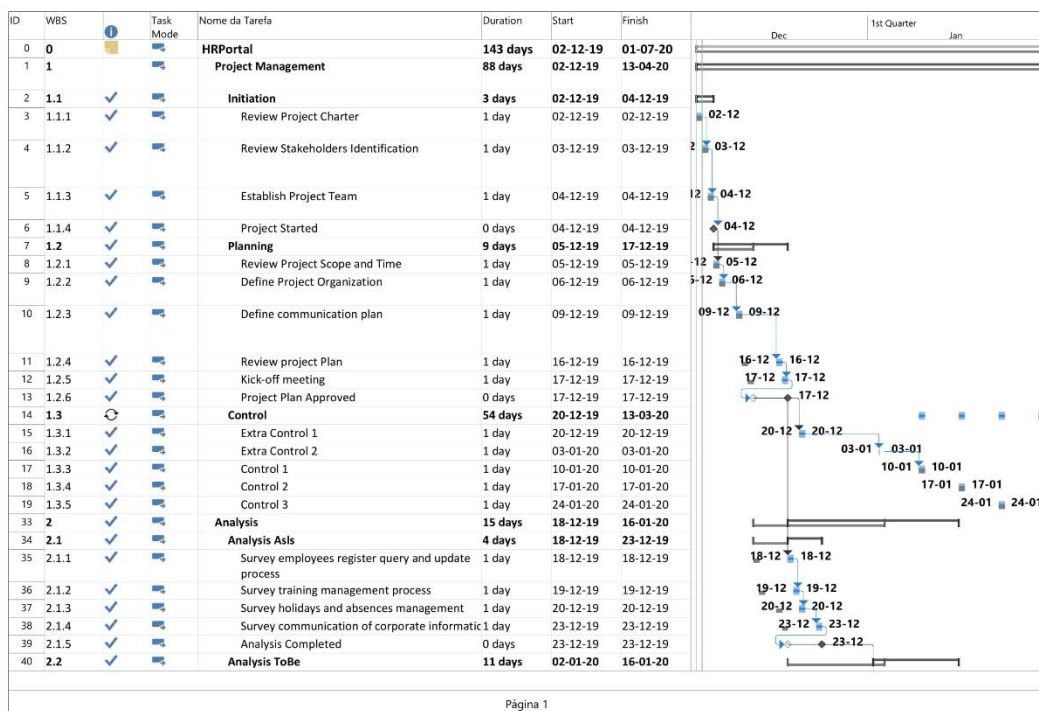 ID WBS Task Mode Nome da Tarefa Duration Start Finish 1st Quarter
Dec Jan
0 0 HRPortal 143 days 02-12-19 01-07-20
1 1 Project Management 88 days 02-12-19 13-04-20
2 1.1 Initiation 3 days 02-12-19 04-12-19
3 1.1.1 Review Project Charter 1 day 02-12-19 02-12-19 02-12
4 1.1.2 Review Stakeholders Identification 1 day 03-12-19 03-12-19 2 03-12
5 1.1.3 Establish Project Team 1 day 04-12-19 04-12-19 12 04-12
6 1.1.4 Project Started 0 days 04-12-19 04-12-19 04-12
7 1.2 Planning 9 days 05-12-19 17-12-19
8 1.2.1 Review Project Scope and Time 1 day 05-12-19 05-12-19 -12 05-12
9 1.2.2 Define Project Organization 1 day 06-12-19 06-12-19 -12 06-12
10 1.2.3 Define communication plan 1 day 09-12-19 09-12-19 09-12 09-12
11 1.2.4 Review project Plan 1 day 16-12-19 16-12-19 16-12 16-12
12 1.2.5 Kick-off meeting 1 day 17-12-19 17-12-19 17-12 17-12
13 1.2.6 Project Plan Approved 0 days 17-12-19 17-12-19 17-12
14 1.3 Control 54 days 20-12-19 13-03-20
15 1.3.1 Extra Control 1 1 day 20-12-19 20-12-19 20-12 20-12
16 1.3.2 Extra Control 2 1 day 03-01-20 03-01-20 03-01 03-01
17 1.3.3 Control 1 1 day 10-01-20 10-01-20 10-01 10-01
18 1.3.4 Control 2 1 day 17-01-20 17-01-20 17-01 17-01
19 1.3.5 Control 3 1 day 24-01-20 24-01-20 24-01 24-01
33 2 Analysis 15 days 18-12-19 16-01-20
34 2.1 Analysis AsIs 4 days 18-12-19 23-12-19
35 2.1.1 Survey employees register query and update 1 day 18-12-19 18-12-19 18-12 18-12
process
36 2.1.2 Survey training management process 1 day 19-12-19 19-12-19 19-12 19-12
37 2.1.3 Survey holidays and absences management 1 day 20-12-19 20-12-19 20-12 20-12
38 2.1.4 Survey communication of corporate informatic 1 day 23-12-19 23-12-19 23-12 23-12
39 2.1.5 Analysis Completed 0 days 23-12-19 23-12-19 23-12
40 2.2 Analysis ToBe 11 days 02-01-20 16-01-20
Página 1